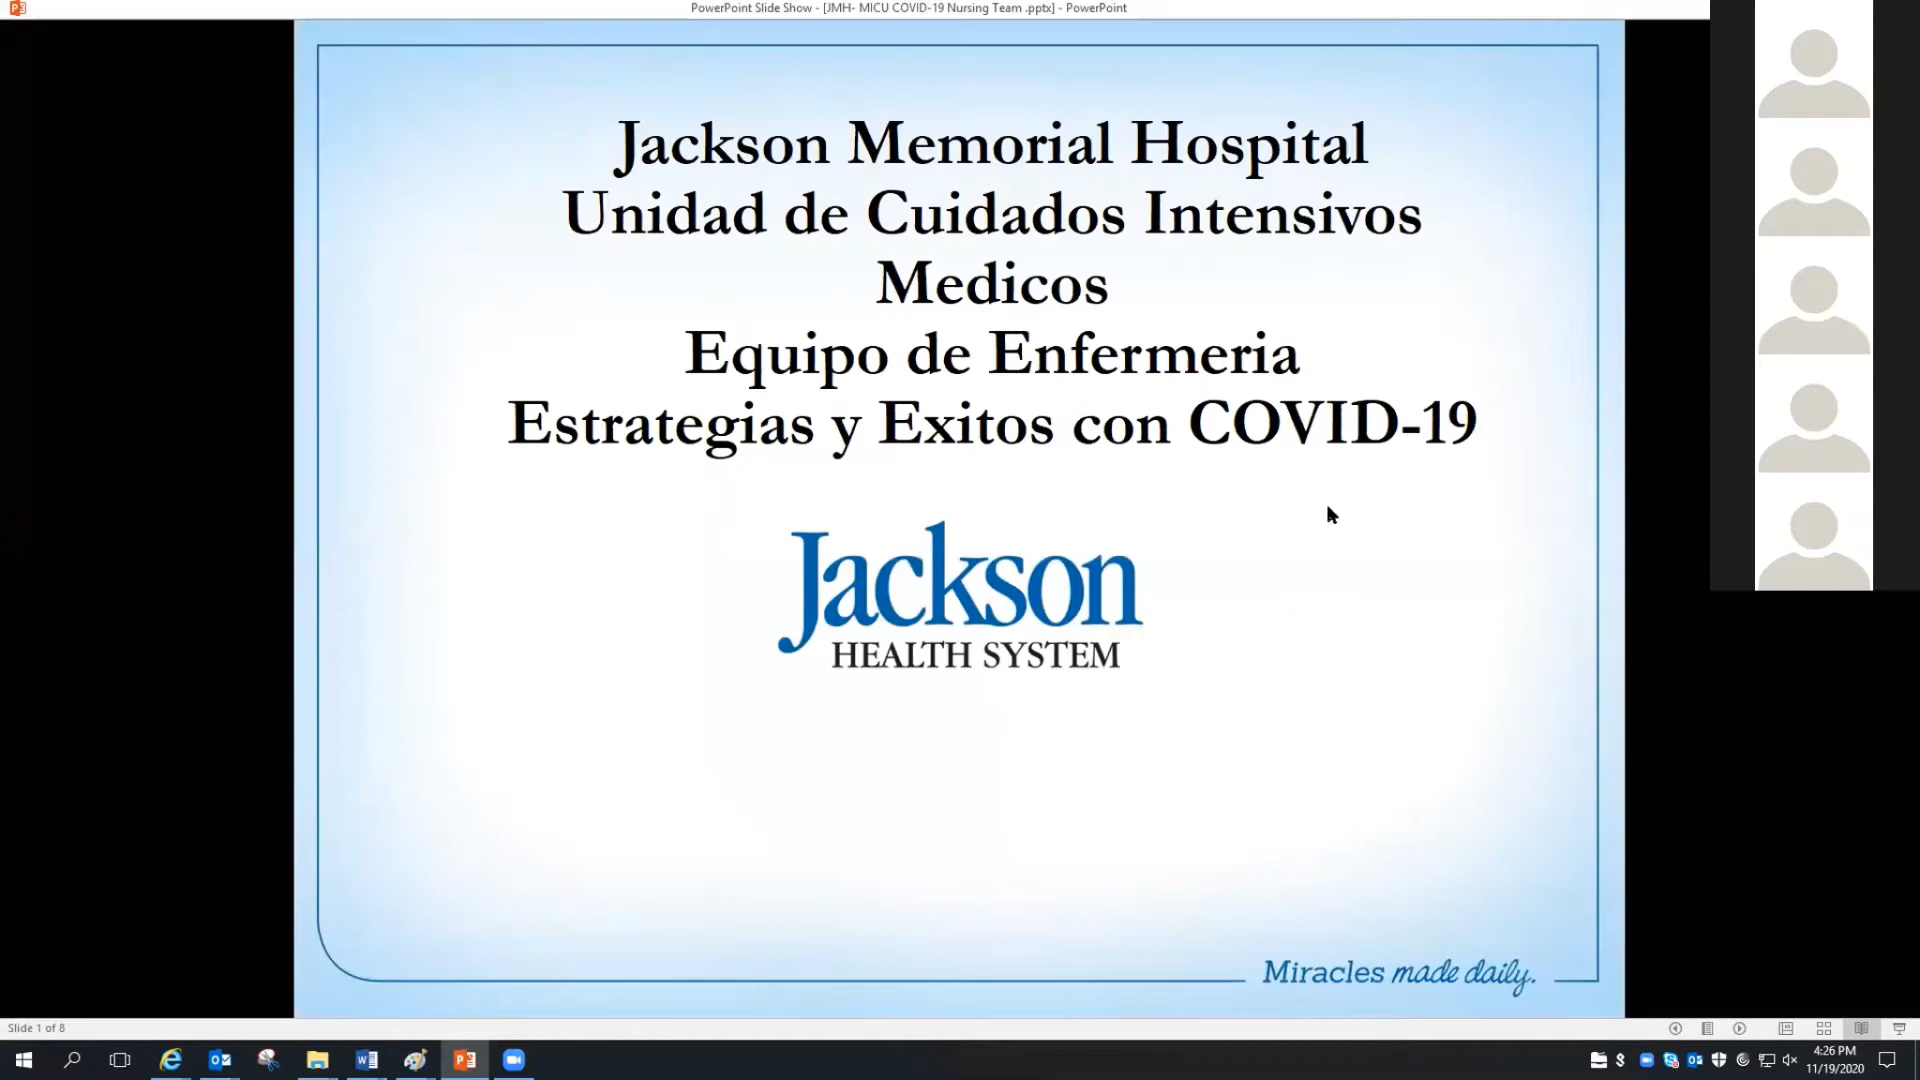 PowerPoint Slide Show - [JMH- MICU COVID-19 Nursing Team .pptx] - PowerPoint
Jackson Memorial Hospital
Unidad de Cuidados Intensivos
Medicos
Equipo de Enfermeria
Estrategias y Exitos con COVID-19
Jackson
HEALTH SYSTEM
Miracles made daily.
Slide 1 of 8
4:26 PM
11/19/2020